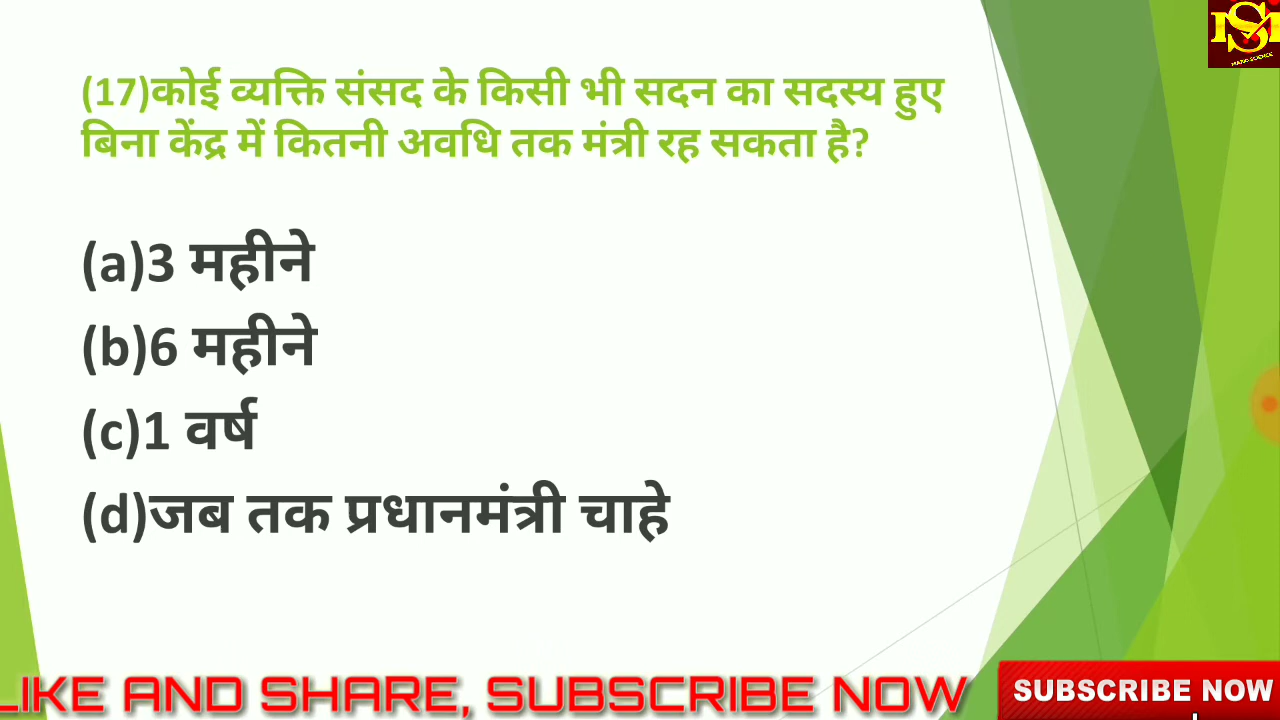 (17)कोई व्यक्ति संसद के किसी भी सदन का सदस्य हुए
बिना केंद्र में कितनी अवधि तक मंत्री रह सकता है?
(a)3 महीने
(b)6 महीने
(c)1 वर्ष
(d)जब तक प्रधानमंत्री चाहे
LIKE AND SHARE, SUBSCRIBE NOW
SUBSCRIBE NOW